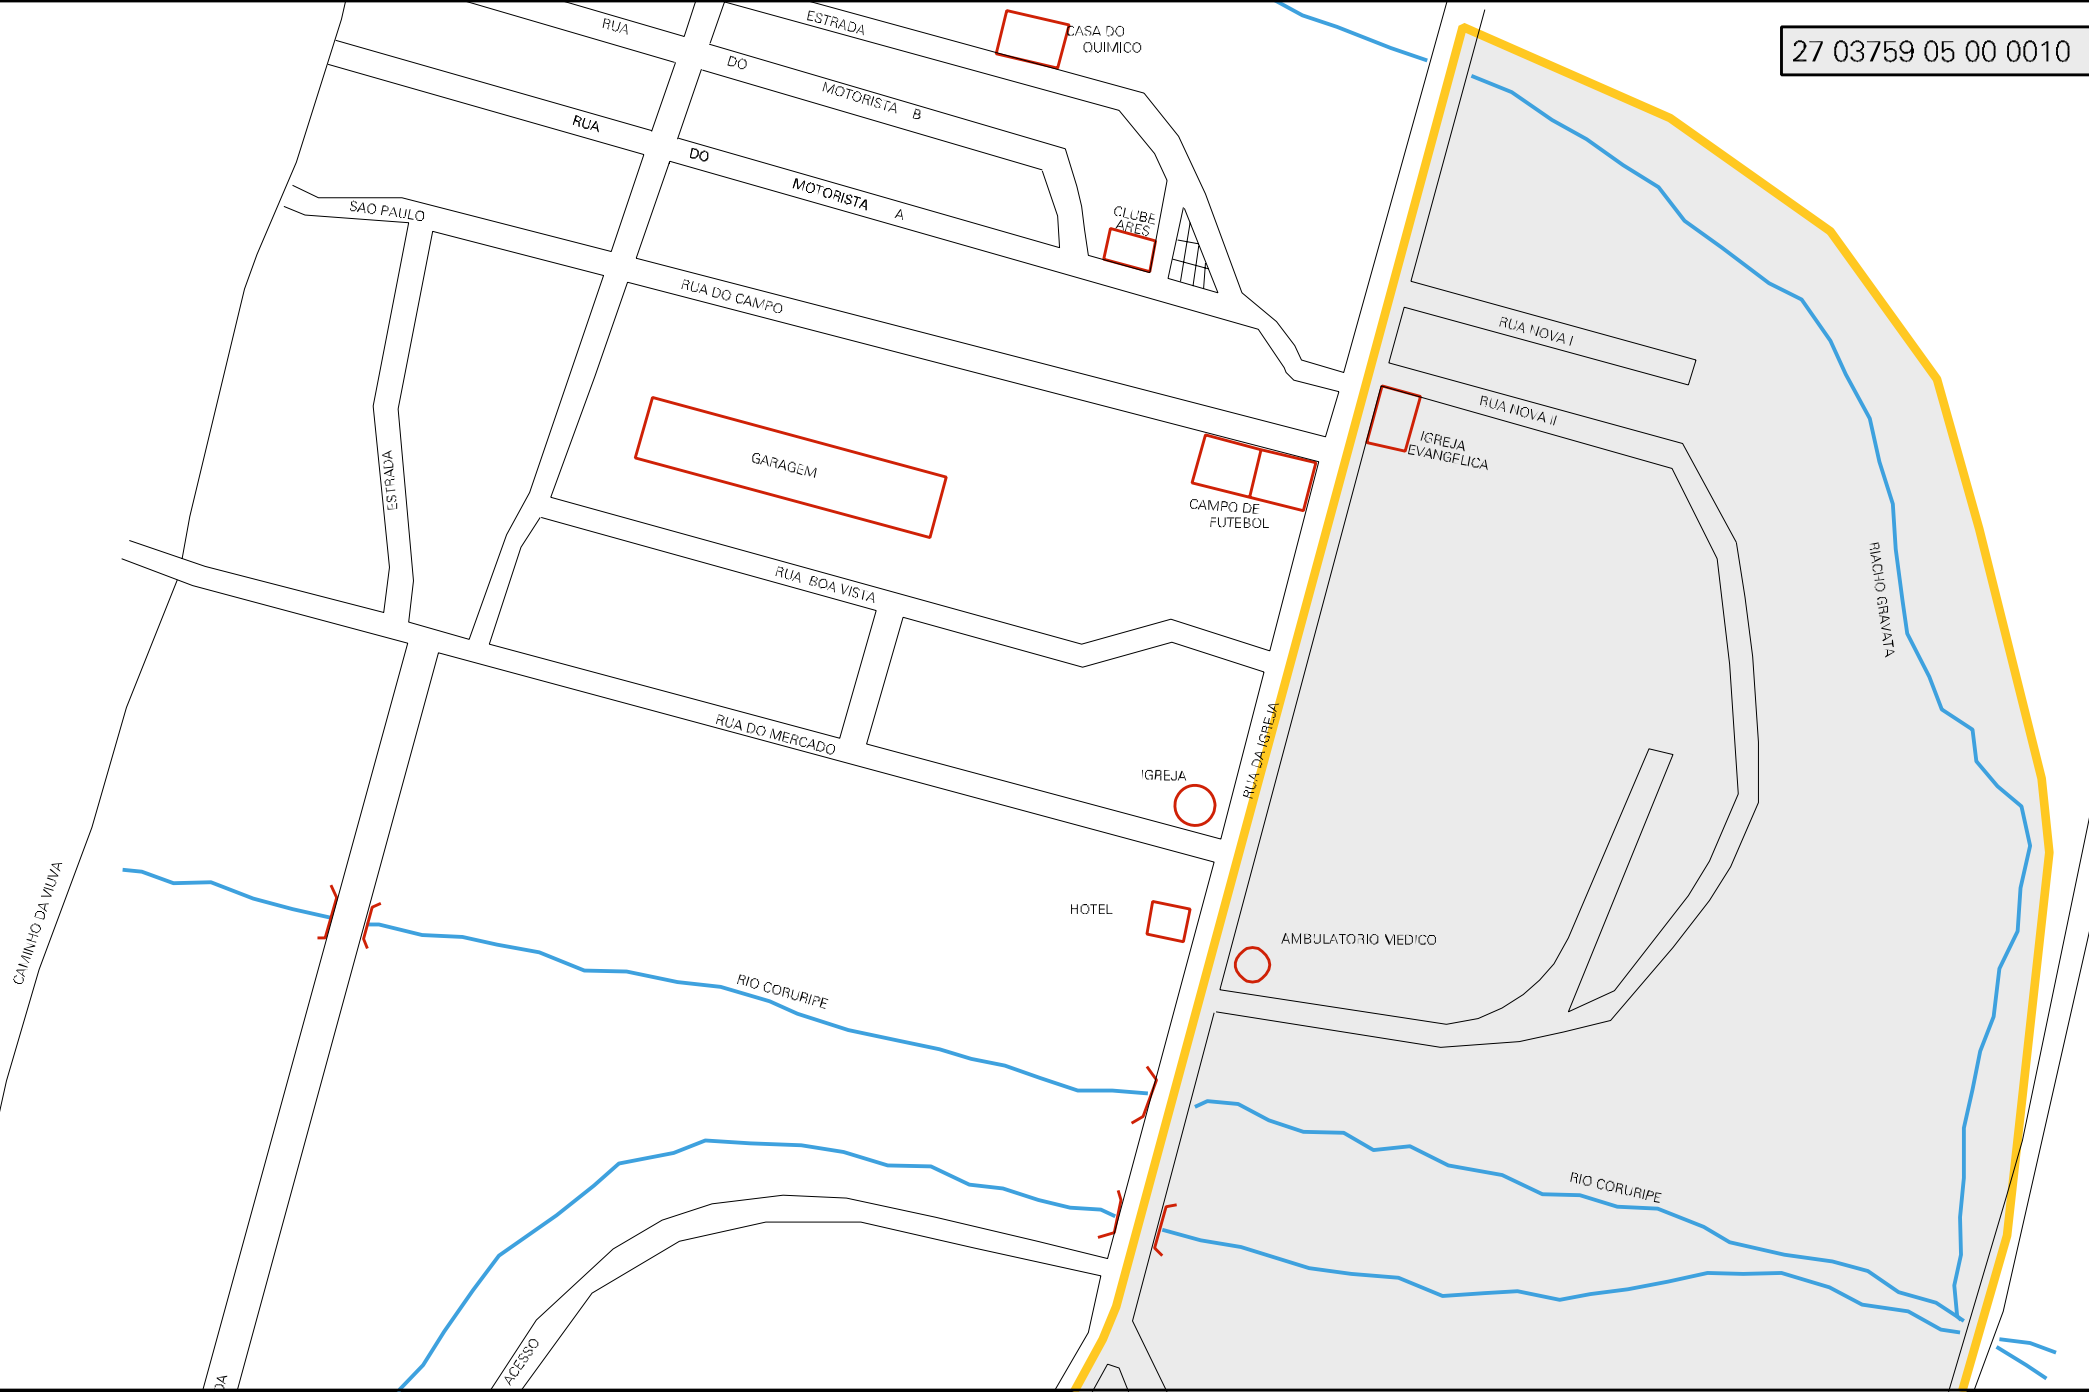 27 03759 05 00 0010
RUA
ESTRADA
CASA DO
QUIMICO
DO
MOTORISTA B
RUA
DO
MOTORISTA A
SAO PAULO
CLUBE
ARES
RUA DO CAMPO
RUA NOVA I
RUA NOVA II
IGREJA
EVANGELICA
GARAGEM
ESTRADA
CAMPO DE
FUTEBOL
RUA BOA VISTA
RIACHO GRAVATA
RUA DO MERCADO
RUA DA IGREJA
IGREJA
CAMINHO DA VIUVA
HOTEL
AMBULATORIO MEDICO
RIO CORURIPE
RIO CORURIPE
ACESSO
DA